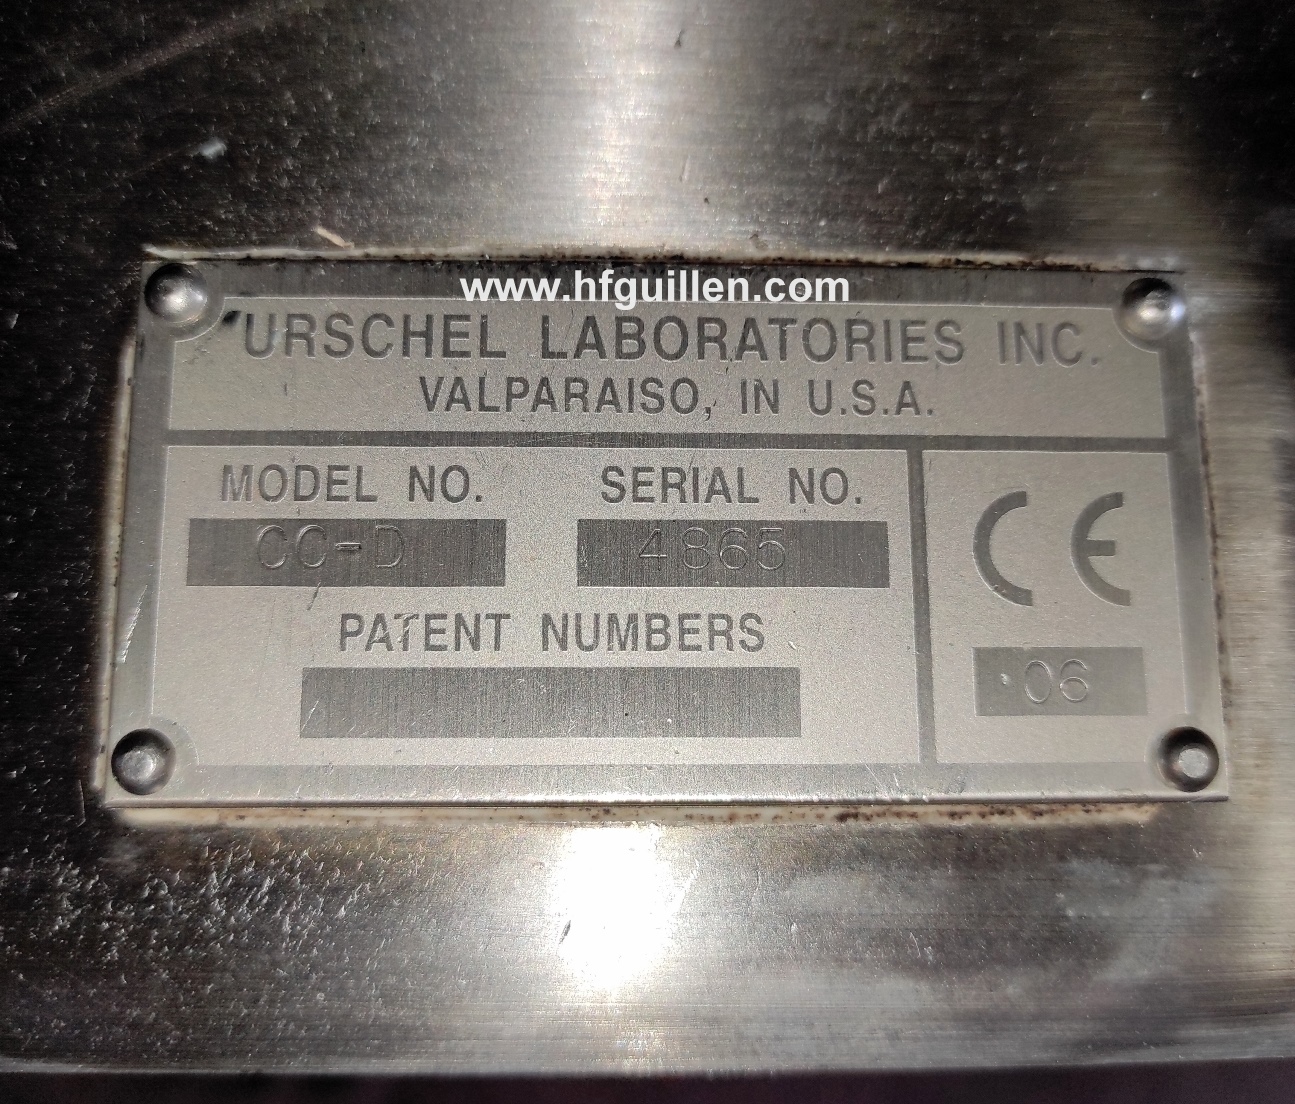 www.hfguillen.com
URSCHEL LABORATORIES INC.
VALPARAISO, IN U.S.A.
MODEL NO. SERIAL NO.
CC-D 4865
CE
PATENT NUMBERS
'06